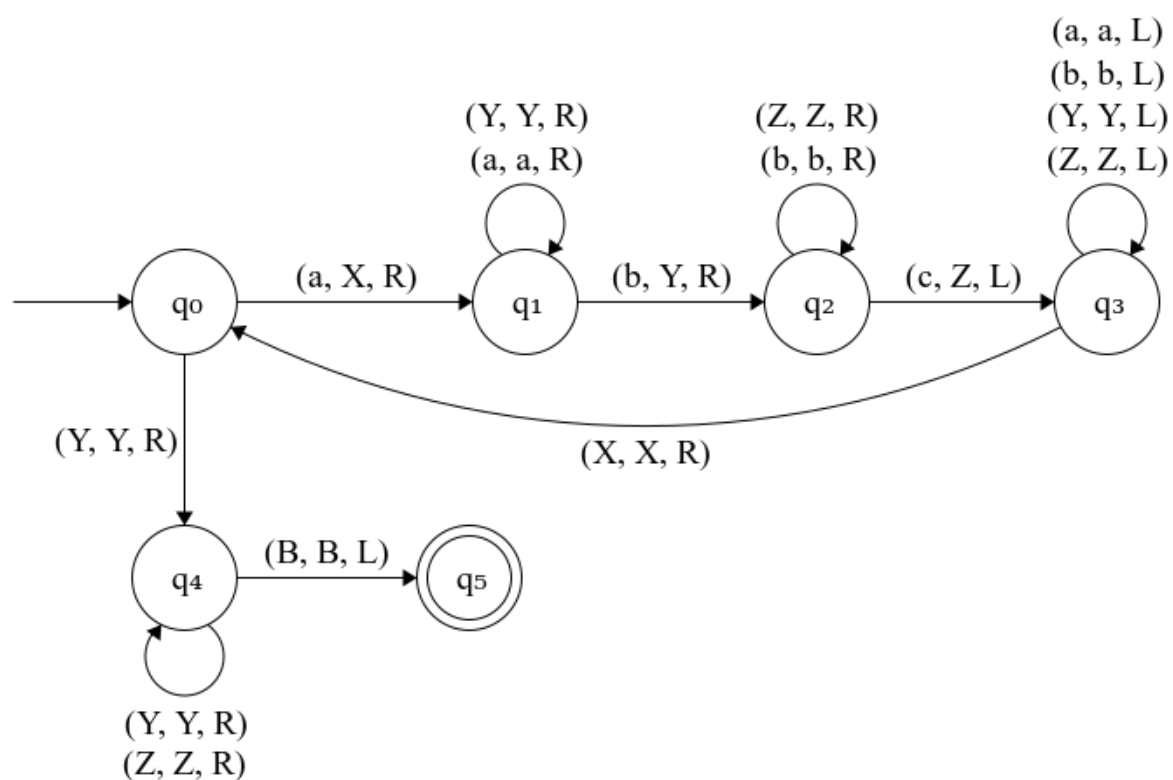 (a, a, L)
(b, b, L)
(Y, Y, R)
(Z, Z, R)
(Y, Y, L)
(a, a, R)
(b, b, R)
(Z, Z, L)
(a, X, R)
(b, Y, R)
(c, Z, L)
q₀
q₁
q₂
q₃
(Y, Y, R)
(X, X, R)
(B, B, L)
q₄
q₅
(Y, Y, R)
(Z, Z, R)